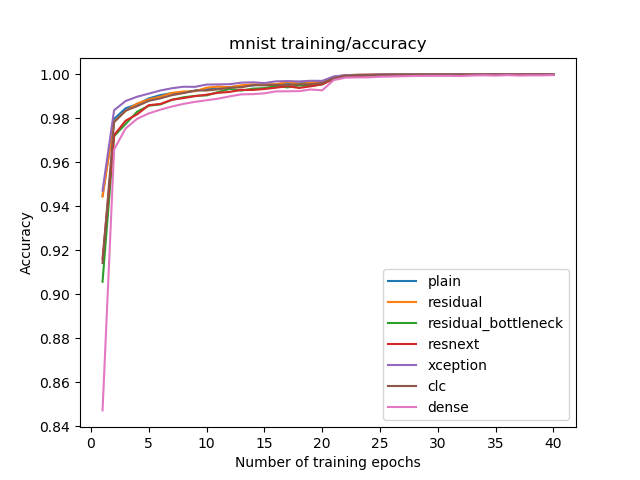 mnist training/accuracy
1.00
0.98
0.96
0.94
0.92
0.90
0.88
0.86
0.84
Accuracy
plain
residual
residual_bottleneck
resnext
xception
clc
dense
0 5 10 15 20 25 30 35 40
Number of training epochs